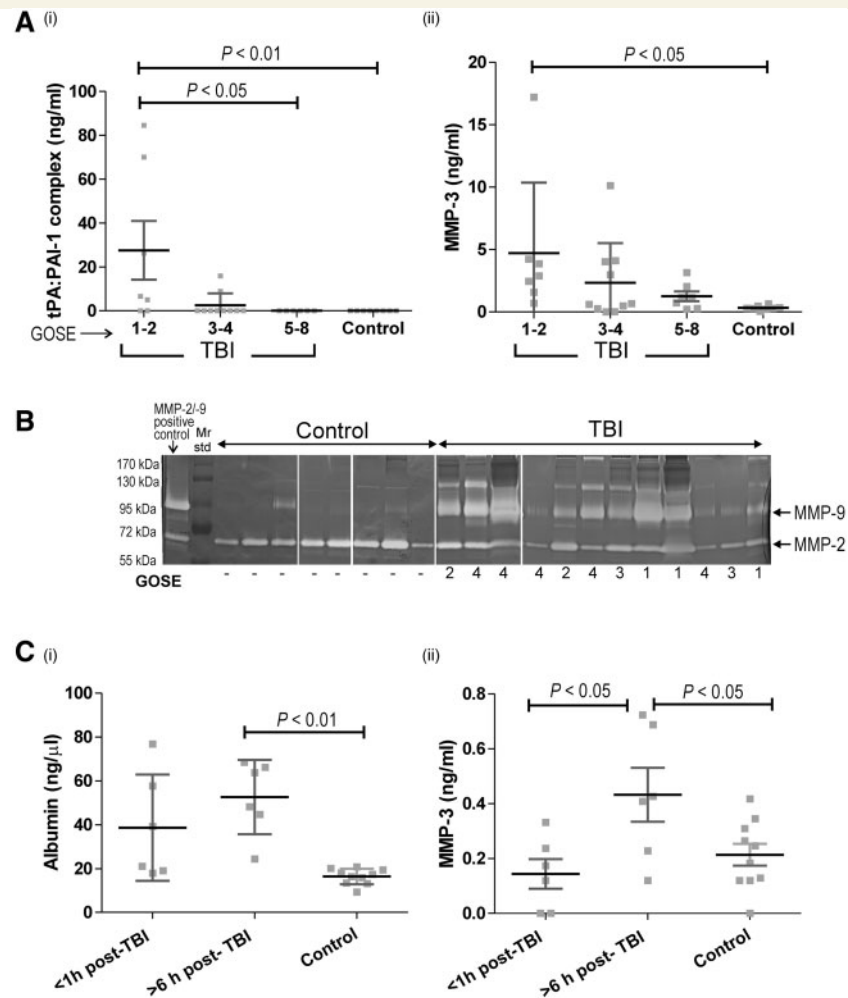 A (i)
P < 0.01
P < 0.05
tPA:PAI-1 complex (ng/ml)
100
80
60
40
20
0
GOSE
1-2 3-4 5-8 Control
TBI
(ii)
P < 0.05
MMP-3 (ng/ml)
20
15
10
5
0
1-2 3-4 5-8 Control
TBI
B
MMP-2/-9
positive
control
Mr
std
Control
TBI
170 kDa
130 kDa
95 kDa
72 kDa
55 kDa
MMP-9
MMP-2
GOSE - - - - - - - - 2 4 4 4 2 4 3 1 1 4 3 1
C (i)
P < 0.01
Albumin (ng/µl)
100
80
60
40
20
0
<1h post-TBI >6 h post- TBI Control
(ii)
P < 0.05 P < 0.05
MMP-3 (ng/ml)
0.8
0.6
0.4
0.2
0.0
<1h post-TBI >6 h post- TBI Control